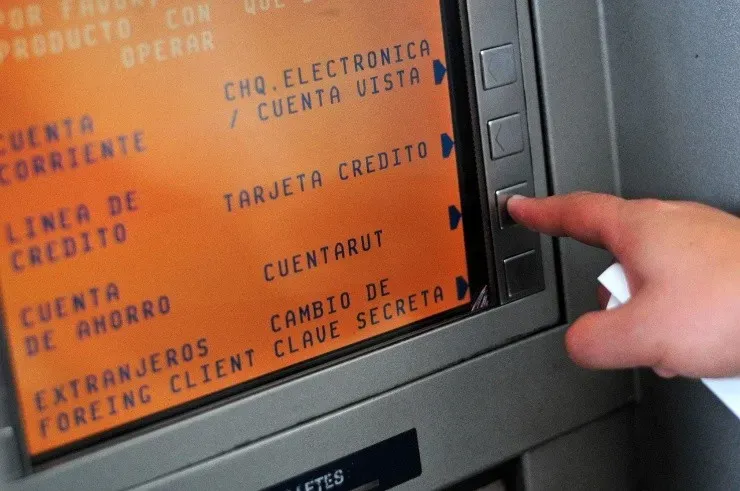 POR FAVOR,
CON QUE
PRODUCTO
OPERAR
CHQ.ELECTRONICA
/ CUENTA VISTA
CUENTA
CORRIENTE
TARJETA CREDITO
LINEA DE
CREDITO
CUENTARUT
CUENTA
DE AHORRO
CAMBIO DE
CLAVE SECRETA
EXTRANJEROS
FOREING CLIENT